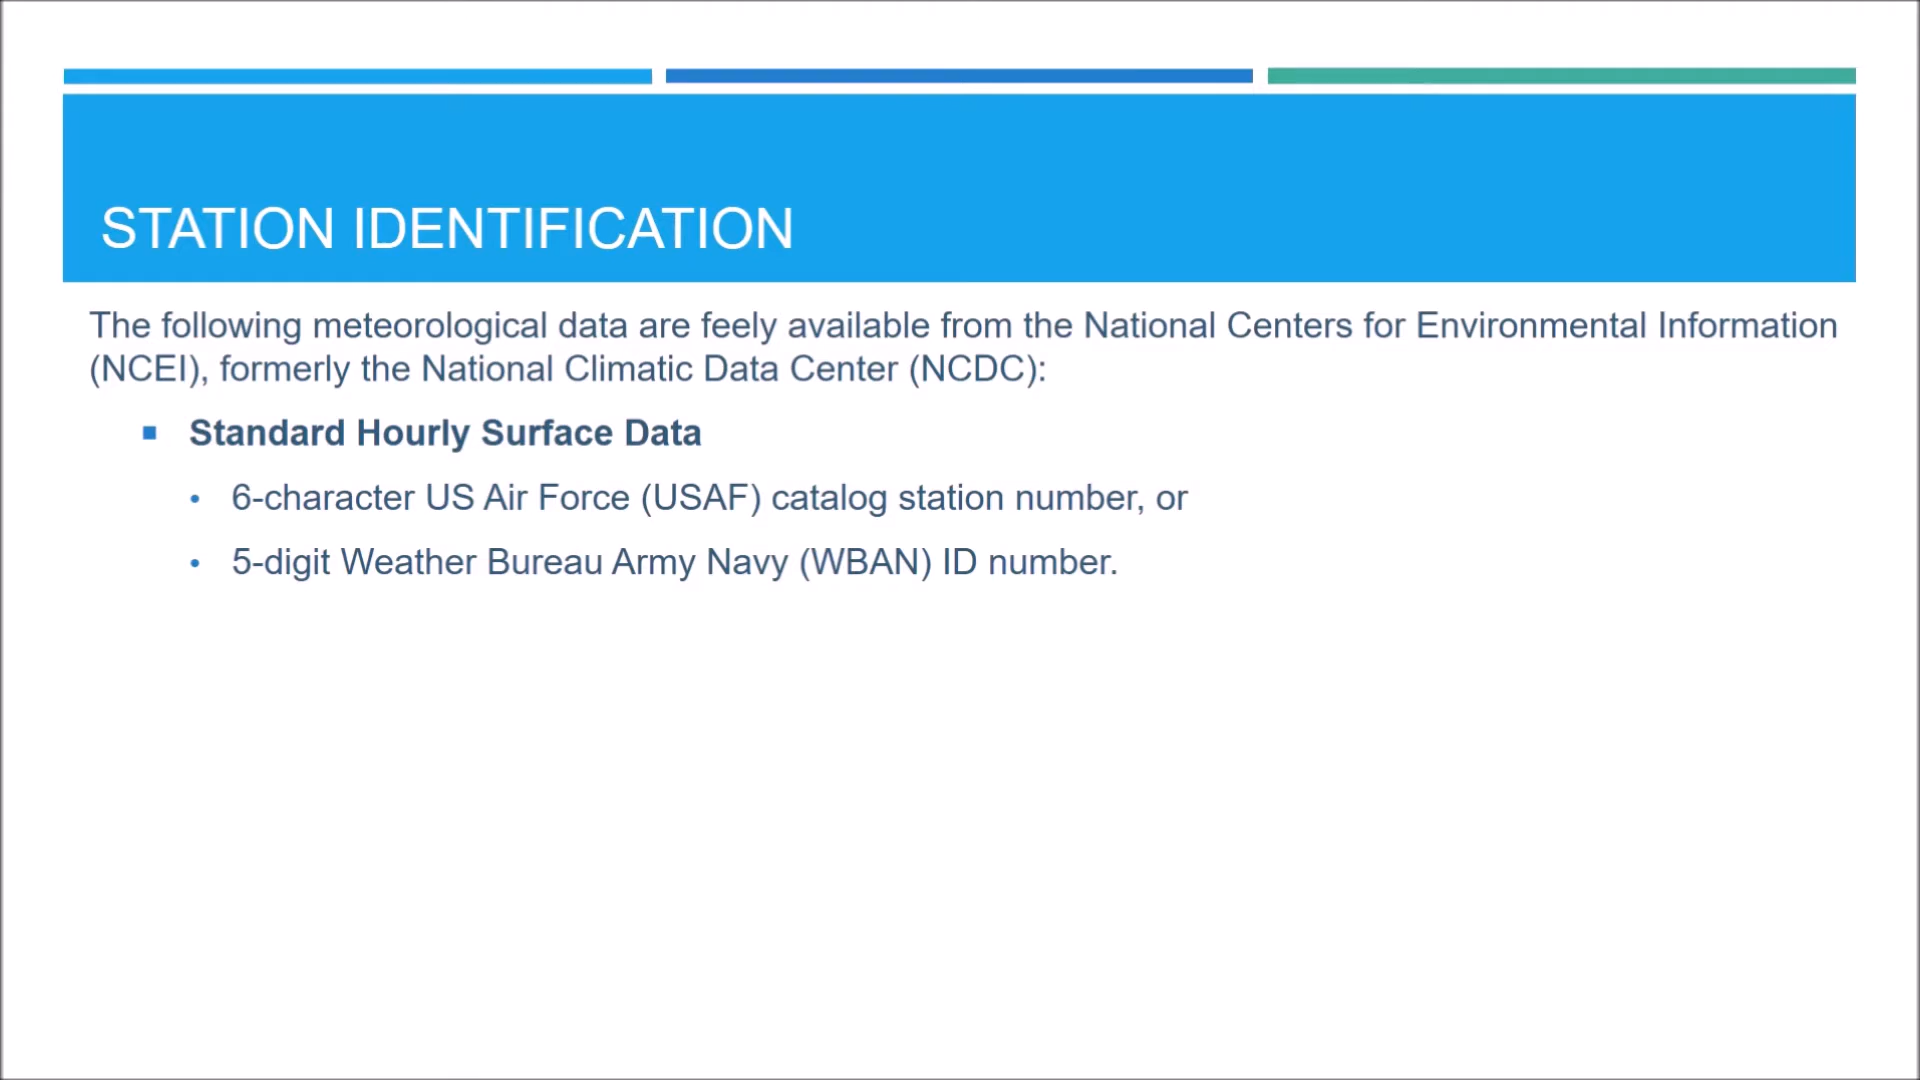 STATION IDENTIFICATION
The following meteorological data are feely available from the National Centers for Environmental Information
(NCEI), formerly the National Climatic Data Center (NCDC):
Standard Hourly Surface Data
6-character US Air Force (USAF) catalog station number, or
5-digit Weather Bureau Army Navy (WBAN) ID number.